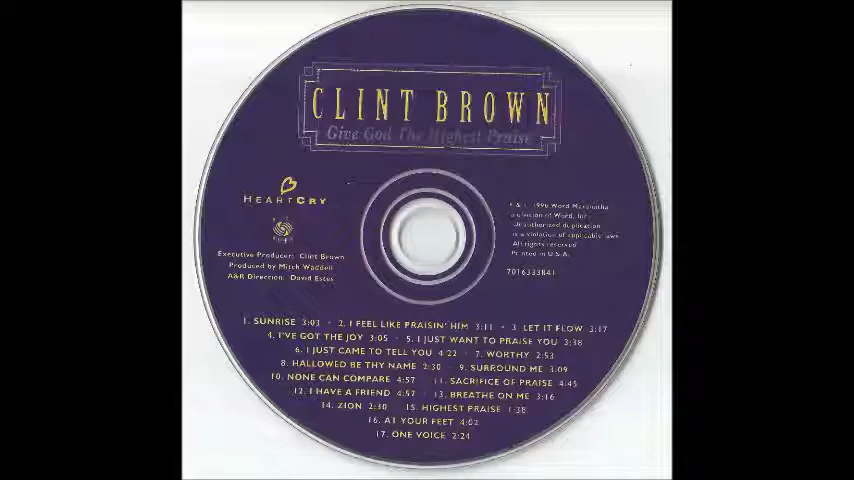 CLINT BROWN
Give God The Highest Praise
HEARTCRY
Executive Producer: Clint Brown
Produced by Mitch Waddell
A&R Direction: David Estes
1996 Word Maranatha
a division of Word, Inc.
Unauthorized duplication
is a violation of applicable laws.
All rights reserved
Printed in U.S.A.
7016333841
1. SUNRISE 3:03 • 2. I FEEL LIKE PRAISIN' HIM 3:11 • 3. LET IT FLOW 3:17
4. I'VE GOT THE JOY 3:05 • 5. I JUST WANT TO PRAISE YOU 3:38
6. I JUST CAME TO TELL YOU 4:22 • 7. WORTHY 2:53
8. HALLOWED BE THY NAME 2:30 • 9. SURROUND ME 3:09
10. NONE CAN COMPARE 4:57 11. SACRIFICE OF PRAISE 4:45
12. I HAVE A FRIEND 4:57 • 13. BREATHE ON ME 3:16
14. ZION 2:30 15. HIGHEST PRAISE 1:38
16. AT YOUR FEET 4:02
17. ONE VOICE 2:24